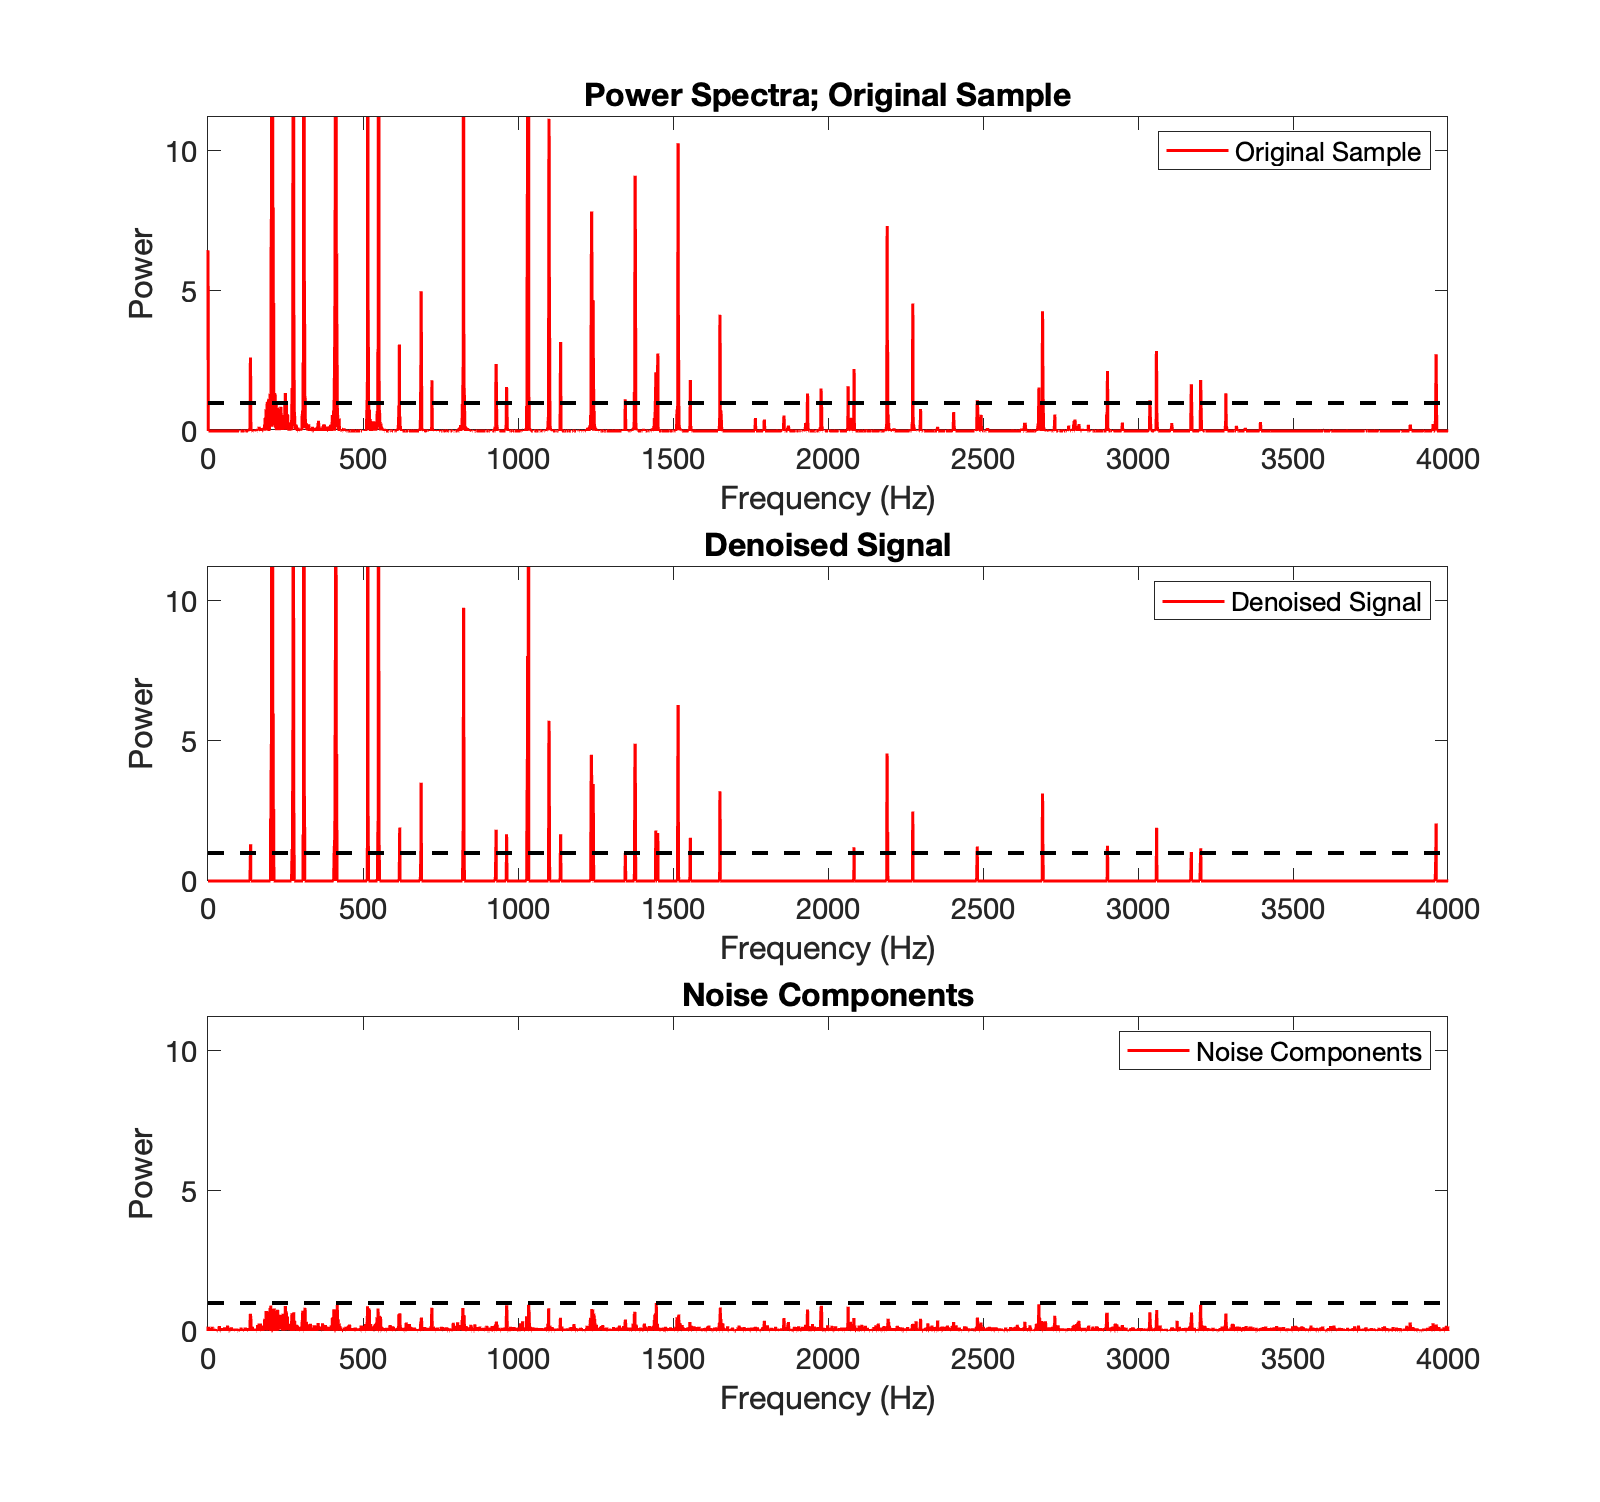 Power Spectra; Original Sample
10
Original Sample
Power
5
0
0 500 1000 1500 2000 2500 3000 3500 4000
Frequency (Hz)
Denoised Signal
10
Denoised Signal
Power
5
0
0 500 1000 1500 2000 2500 3000 3500 4000
Frequency (Hz)
Noise Components
10
Noise Components
Power
5
0
0 500 1000 1500 2000 2500 3000 3500 4000
Frequency (Hz)